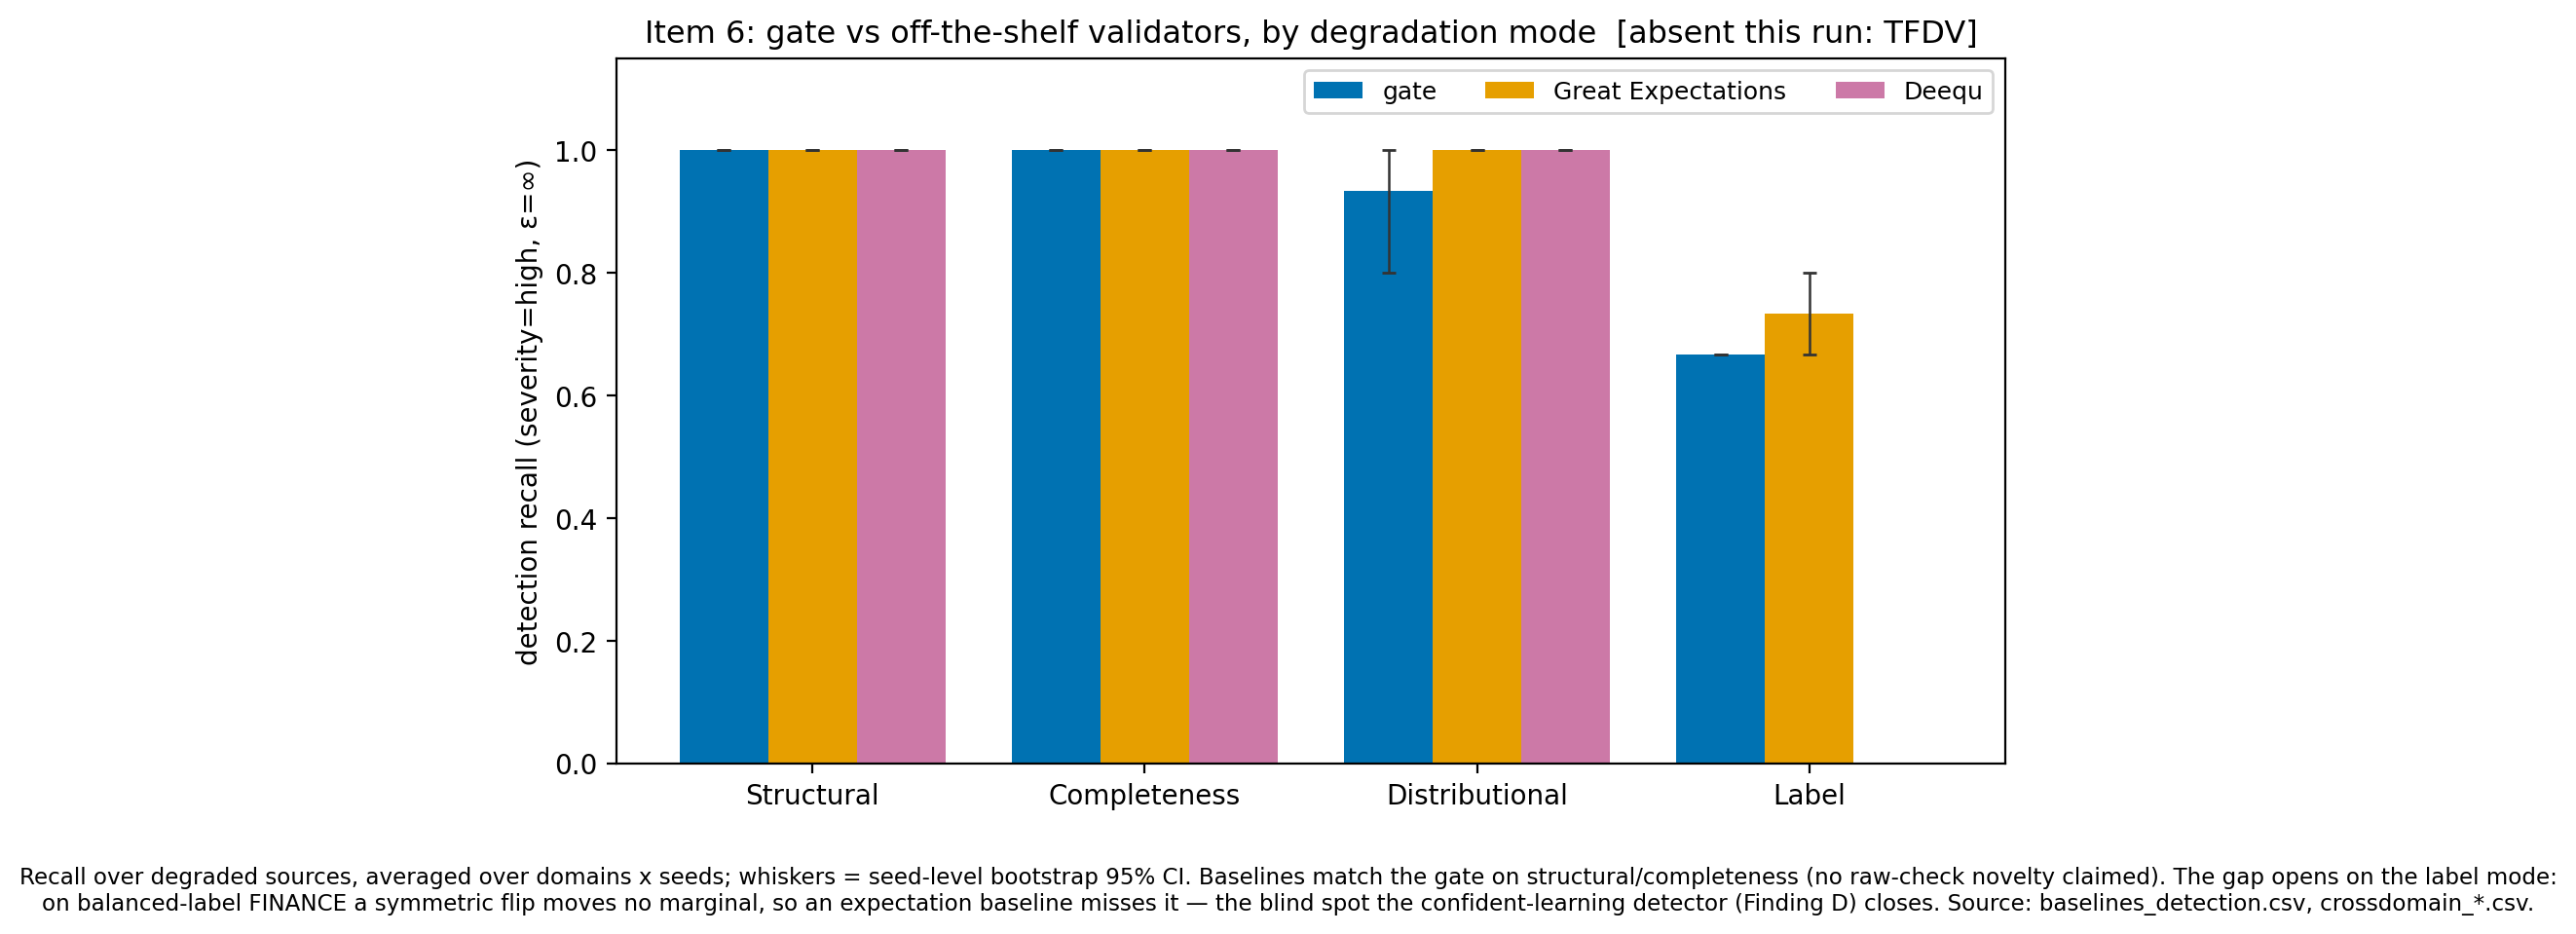 Item 6: gate vs off-the-shelf validators, by degradation mode  [absent this run: TFDV]
gate
Great Expectations
Deequ
detection recall (severity=high, ε=∞)
1.0
0.8
0.6
0.4
0.2
0.0
Structural
Completeness
Distributional
Label
Recall over degraded sources, averaged over domains x seeds; whiskers = seed-level bootstrap 95% CI. Baselines match the gate on structural/completeness (no raw-check novelty claimed). The gap opens on the label mode:
on balanced-label FINANCE a symmetric flip moves no marginal, so an expectation baseline misses it — the blind spot the confident-learning detector (Finding D) closes. Source: baselines_detection.csv, crossdomain_*.csv.